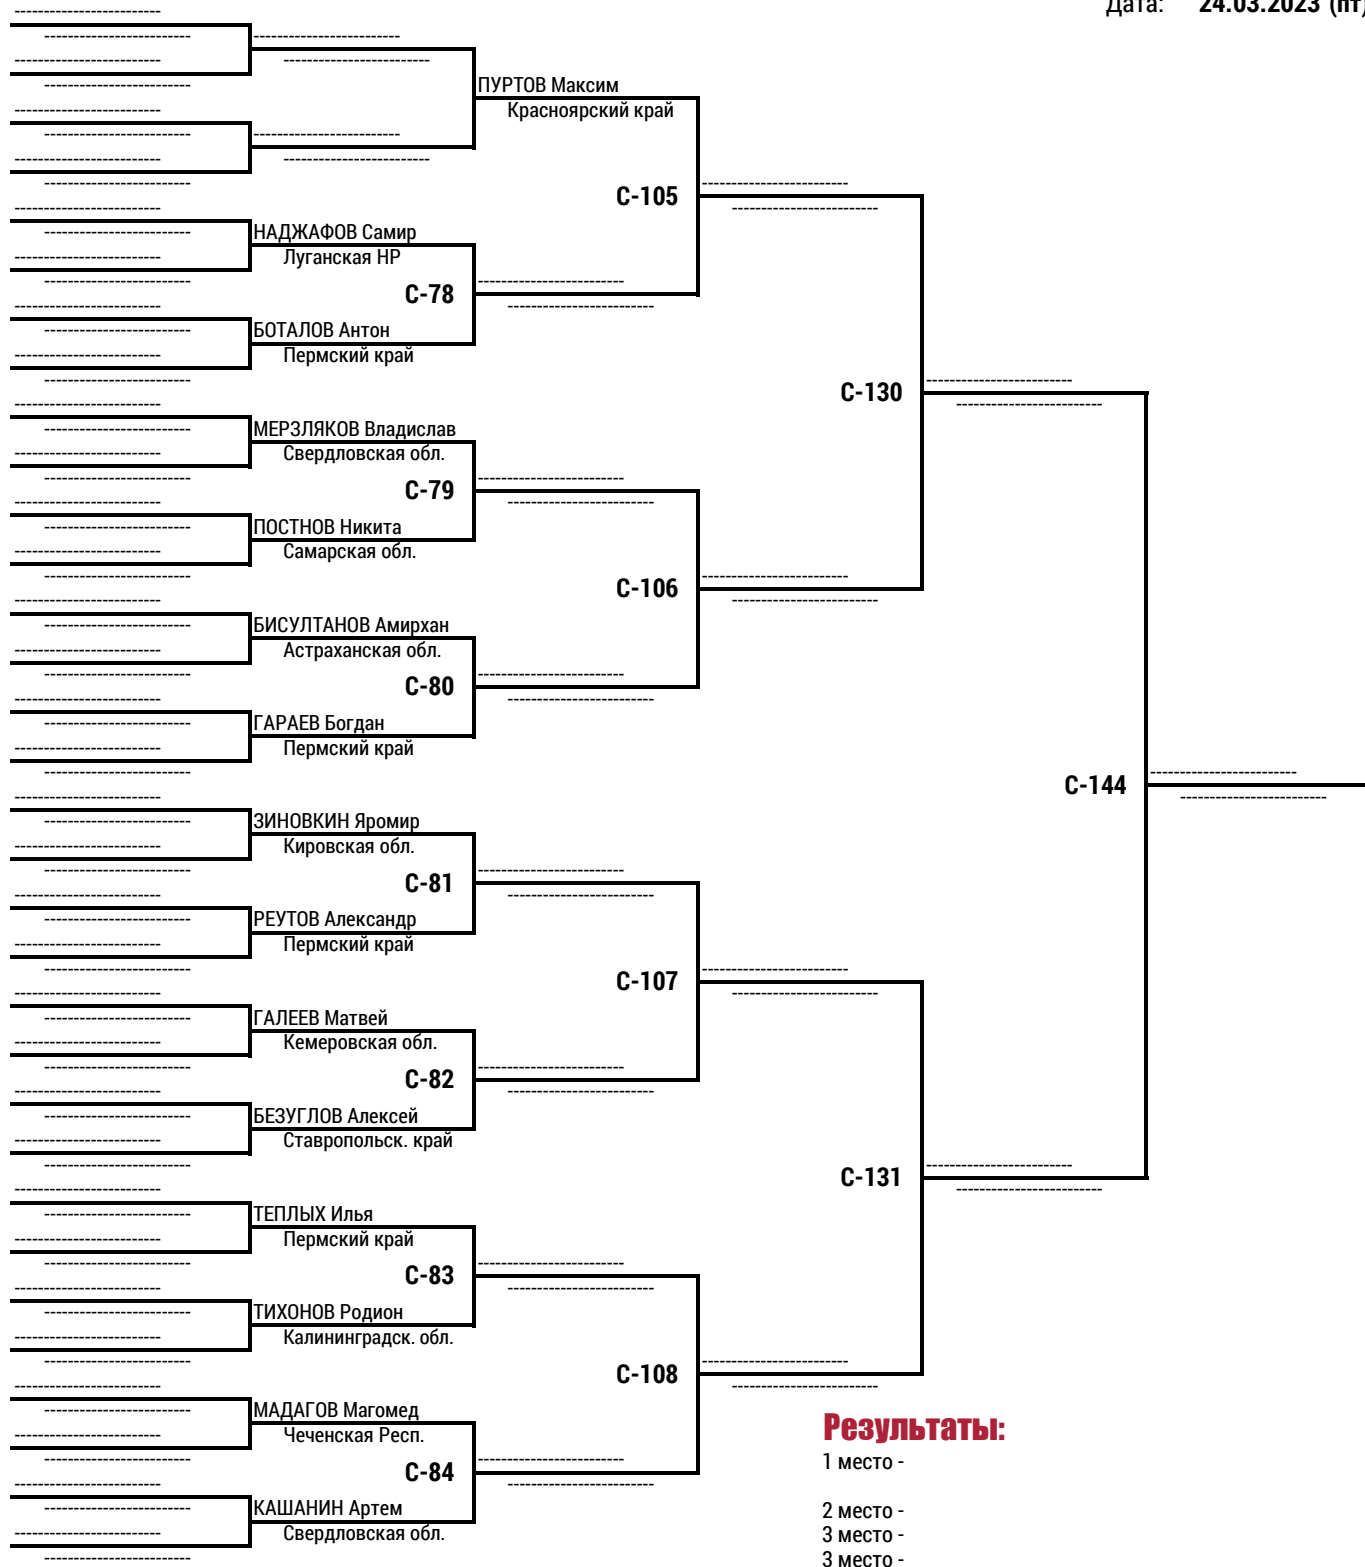 Дата: 24.03.2023 (пт)
ПУРТОВ Максим
Красноярский край
C-105
НАДЖАФОВ Самир
Луганская НР
C-78
БОТАЛОВ Антон
Пермский край
C-130
МЕРЗЛЯКОВ Владислав
Свердловская обл.
C-79
ПОСТНОВ Никита
Самарская обл.
C-106
БИСУЛТАНОВ Амирхан
Астраханская обл.
C-80
ГАРАЕВ Богдан
Пермский край
C-144
ЗИНОВКИН Яромир
Кировская обл.
C-81
РЕУТОВ Александр
Пермский край
C-107
ГАЛЕЕВ Матвей
Кемеровская обл.
C-82
БЕЗУГЛОВ Алексей
Ставропольск. край
C-131
ТЕПЛЫХ Илья
Пермский край
C-83
ТИХОНОВ Родион
Калининградск. обл.
C-108
МАДАГОВ Магомед
Чеченская Респ.
C-84
КАШАНИН Артем
Свердловская обл.
Результаты:
1 место -
2 место -
3 место -
3 место -